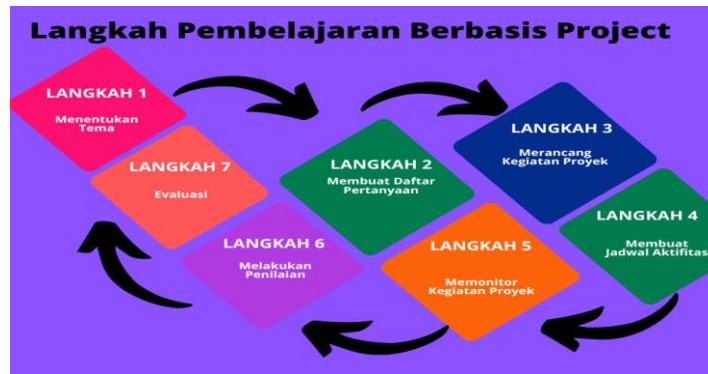 Langkah Pembelajaran Berbasis Project
LANGKAH 1
Menentukan
Tema
LANGKAH 2
Membuat Daftar
Pertanyaan
LANGKAH 3
Merancang
Kegiatan Proyek
LANGKAH 4
Membuat
Jadwal Aktifitas
LANGKAH 5
Memonitor
Kegiatan Proyek
LANGKAH 6
Melakukan
Penilaian
LANGKAH 7
Evaluasi